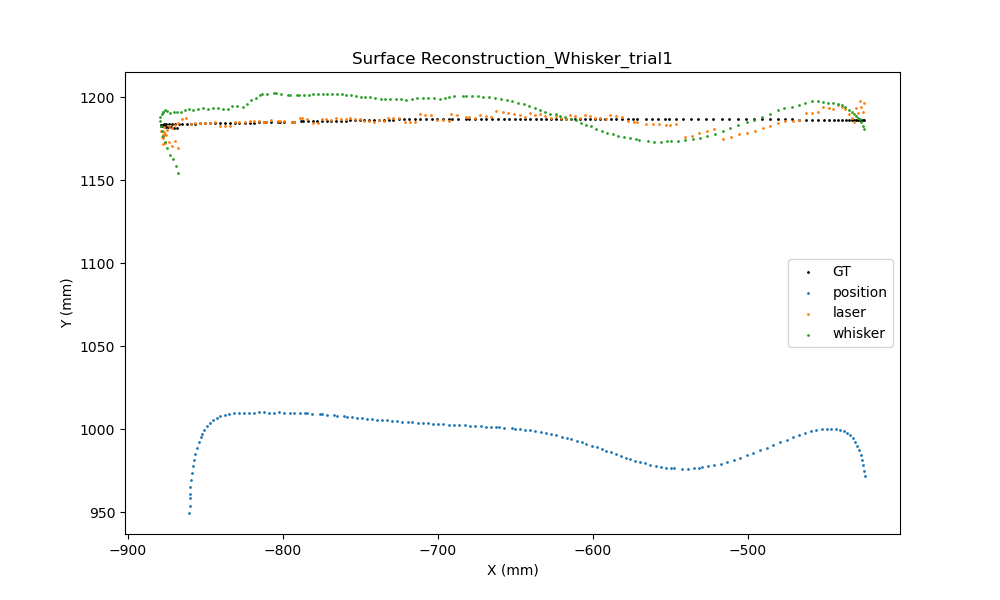 Surface Reconstruction_Whisker_trial1
1200
1150
1100
1050
1000
950
Y (mm)
GT
position
laser
whisker
−900
−800
−700
−600
−500
X (mm)